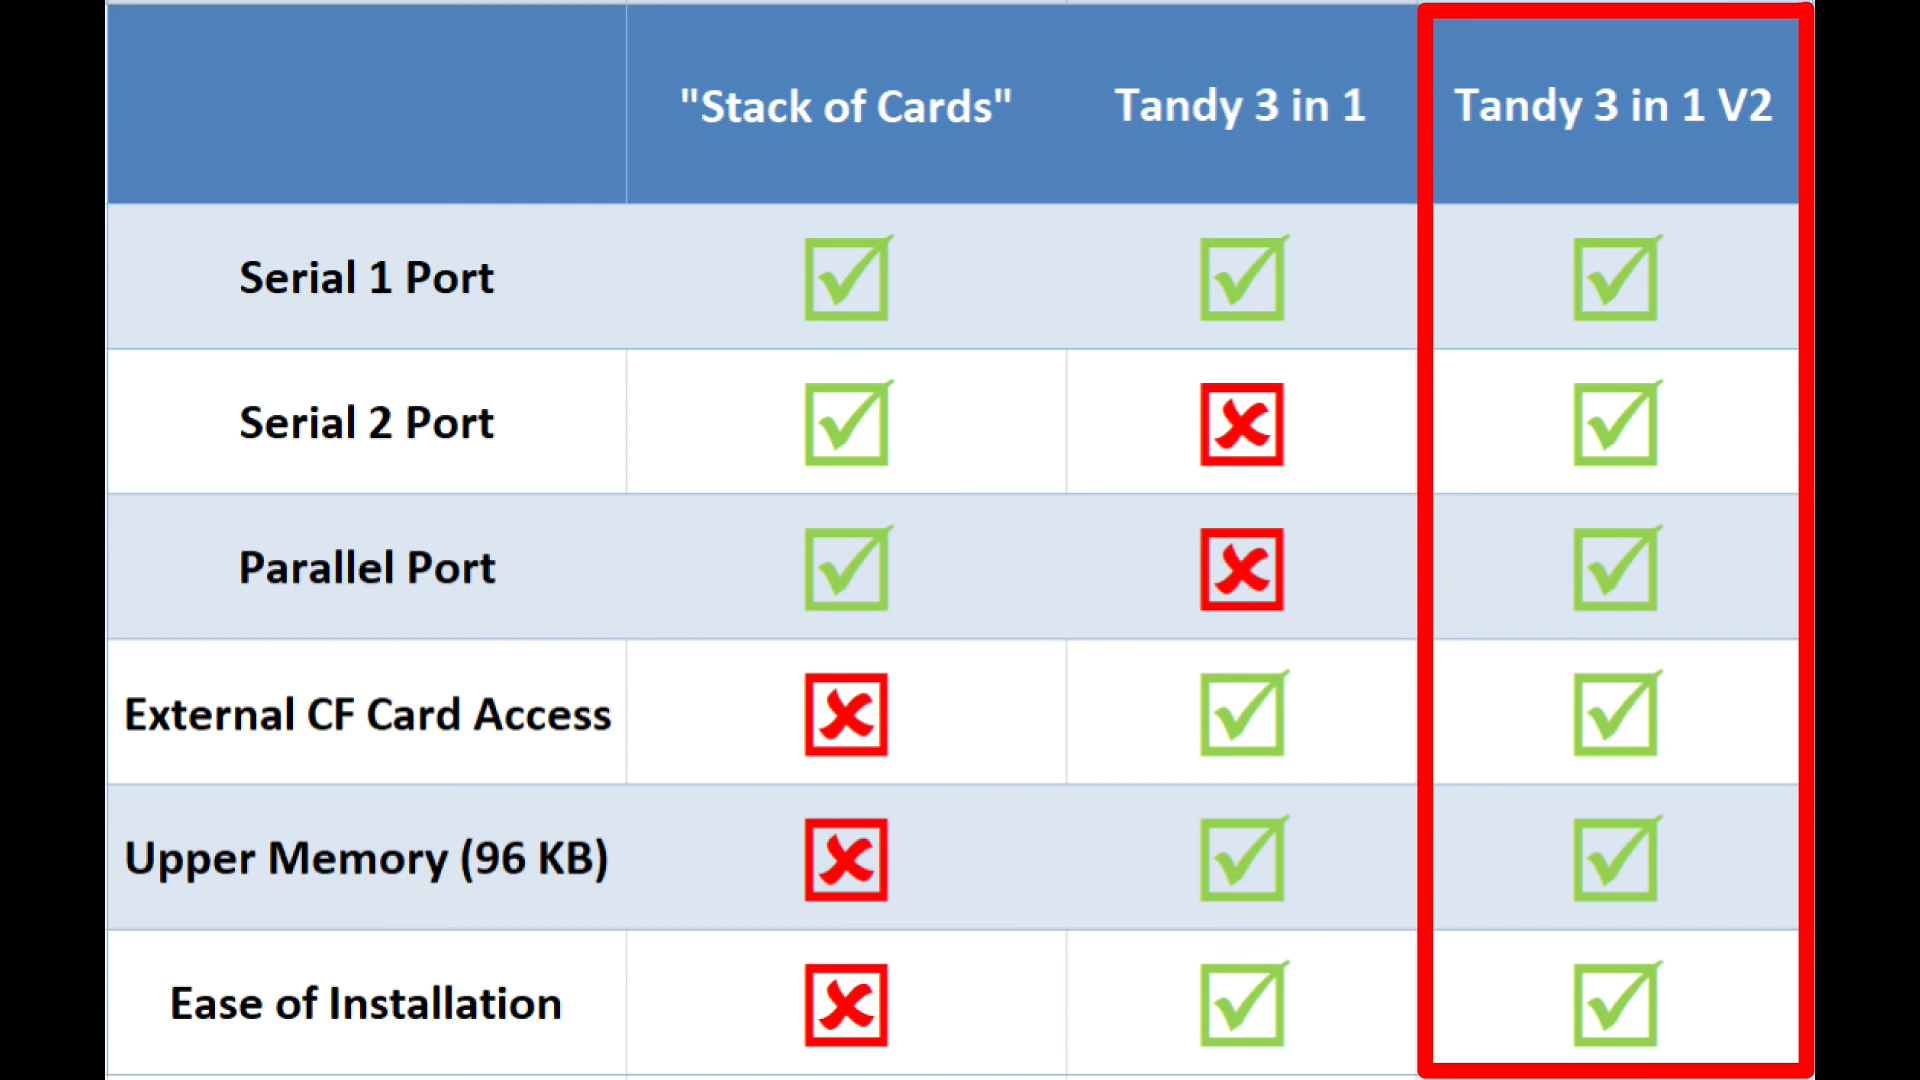 "Stack of Cards" Tandy 3 in 1 Tandy 3 in 1 V2
Serial 1 Port
Serial 2 Port
Parallel Port
External CF Card Access
Upper Memory (96 KB)
Ease of Installation